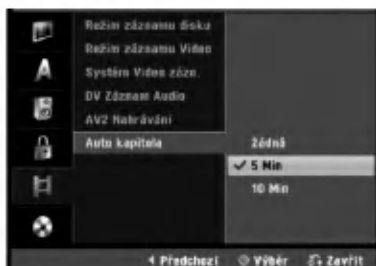 Režim záznamu disku
Režim záznamu Video
Systém Video zázn.
DV Záznam Audio
AV2 Nahrávání
Auto kapitola
Žádná
✓ 5 Min
10 Min
Předchozí
Výběr
Zavřít